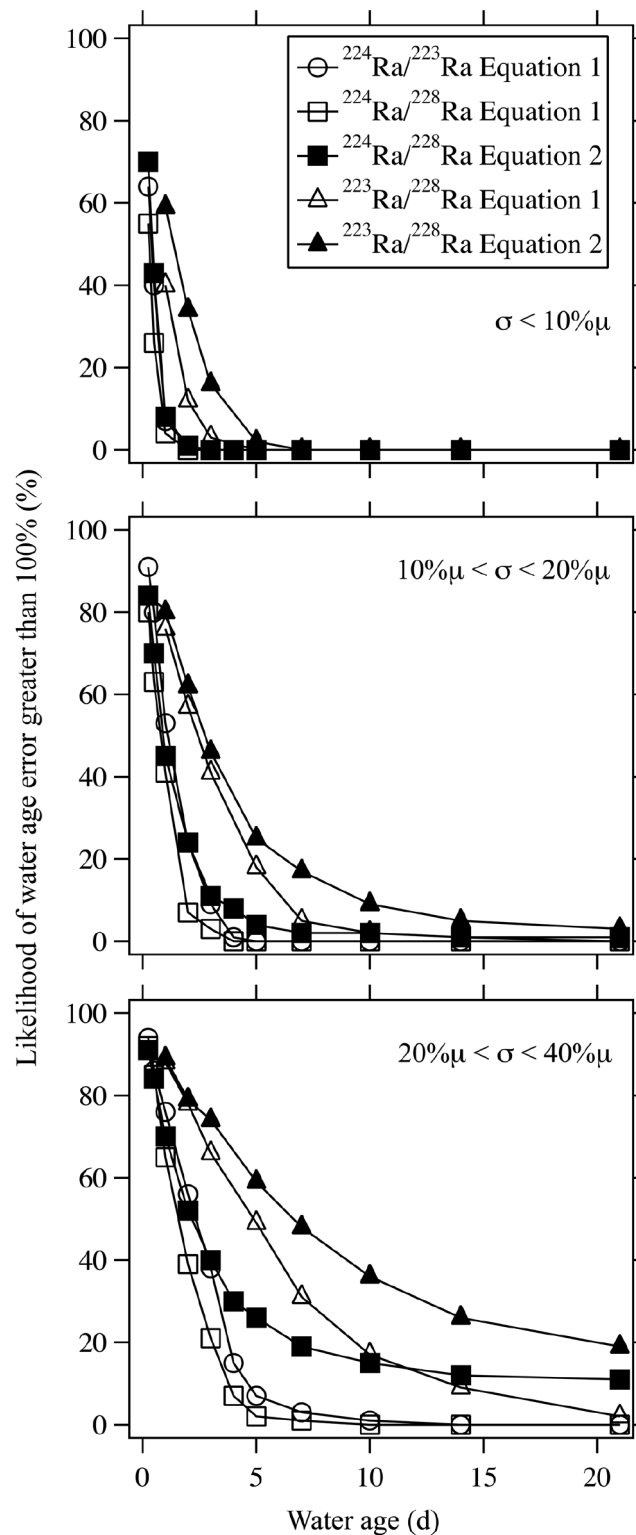 Likelihood of water age error greater than 100% (%)
100
80
60
40
20
0
²²⁴Ra/²²³Ra Equation 1
²²⁴Ra/²²⁸Ra Equation 1
²²⁴Ra/²²⁸Ra Equation 2
²²³Ra/²²⁸Ra Equation 1
²²³Ra/²²⁸Ra Equation 2
σ < 10%μ
100
80
60
40
20
0
10%μ < σ < 20%μ
100
80
60
40
20
0
20%μ < σ < 40%μ
0 5 10 15 20
Water age (d)